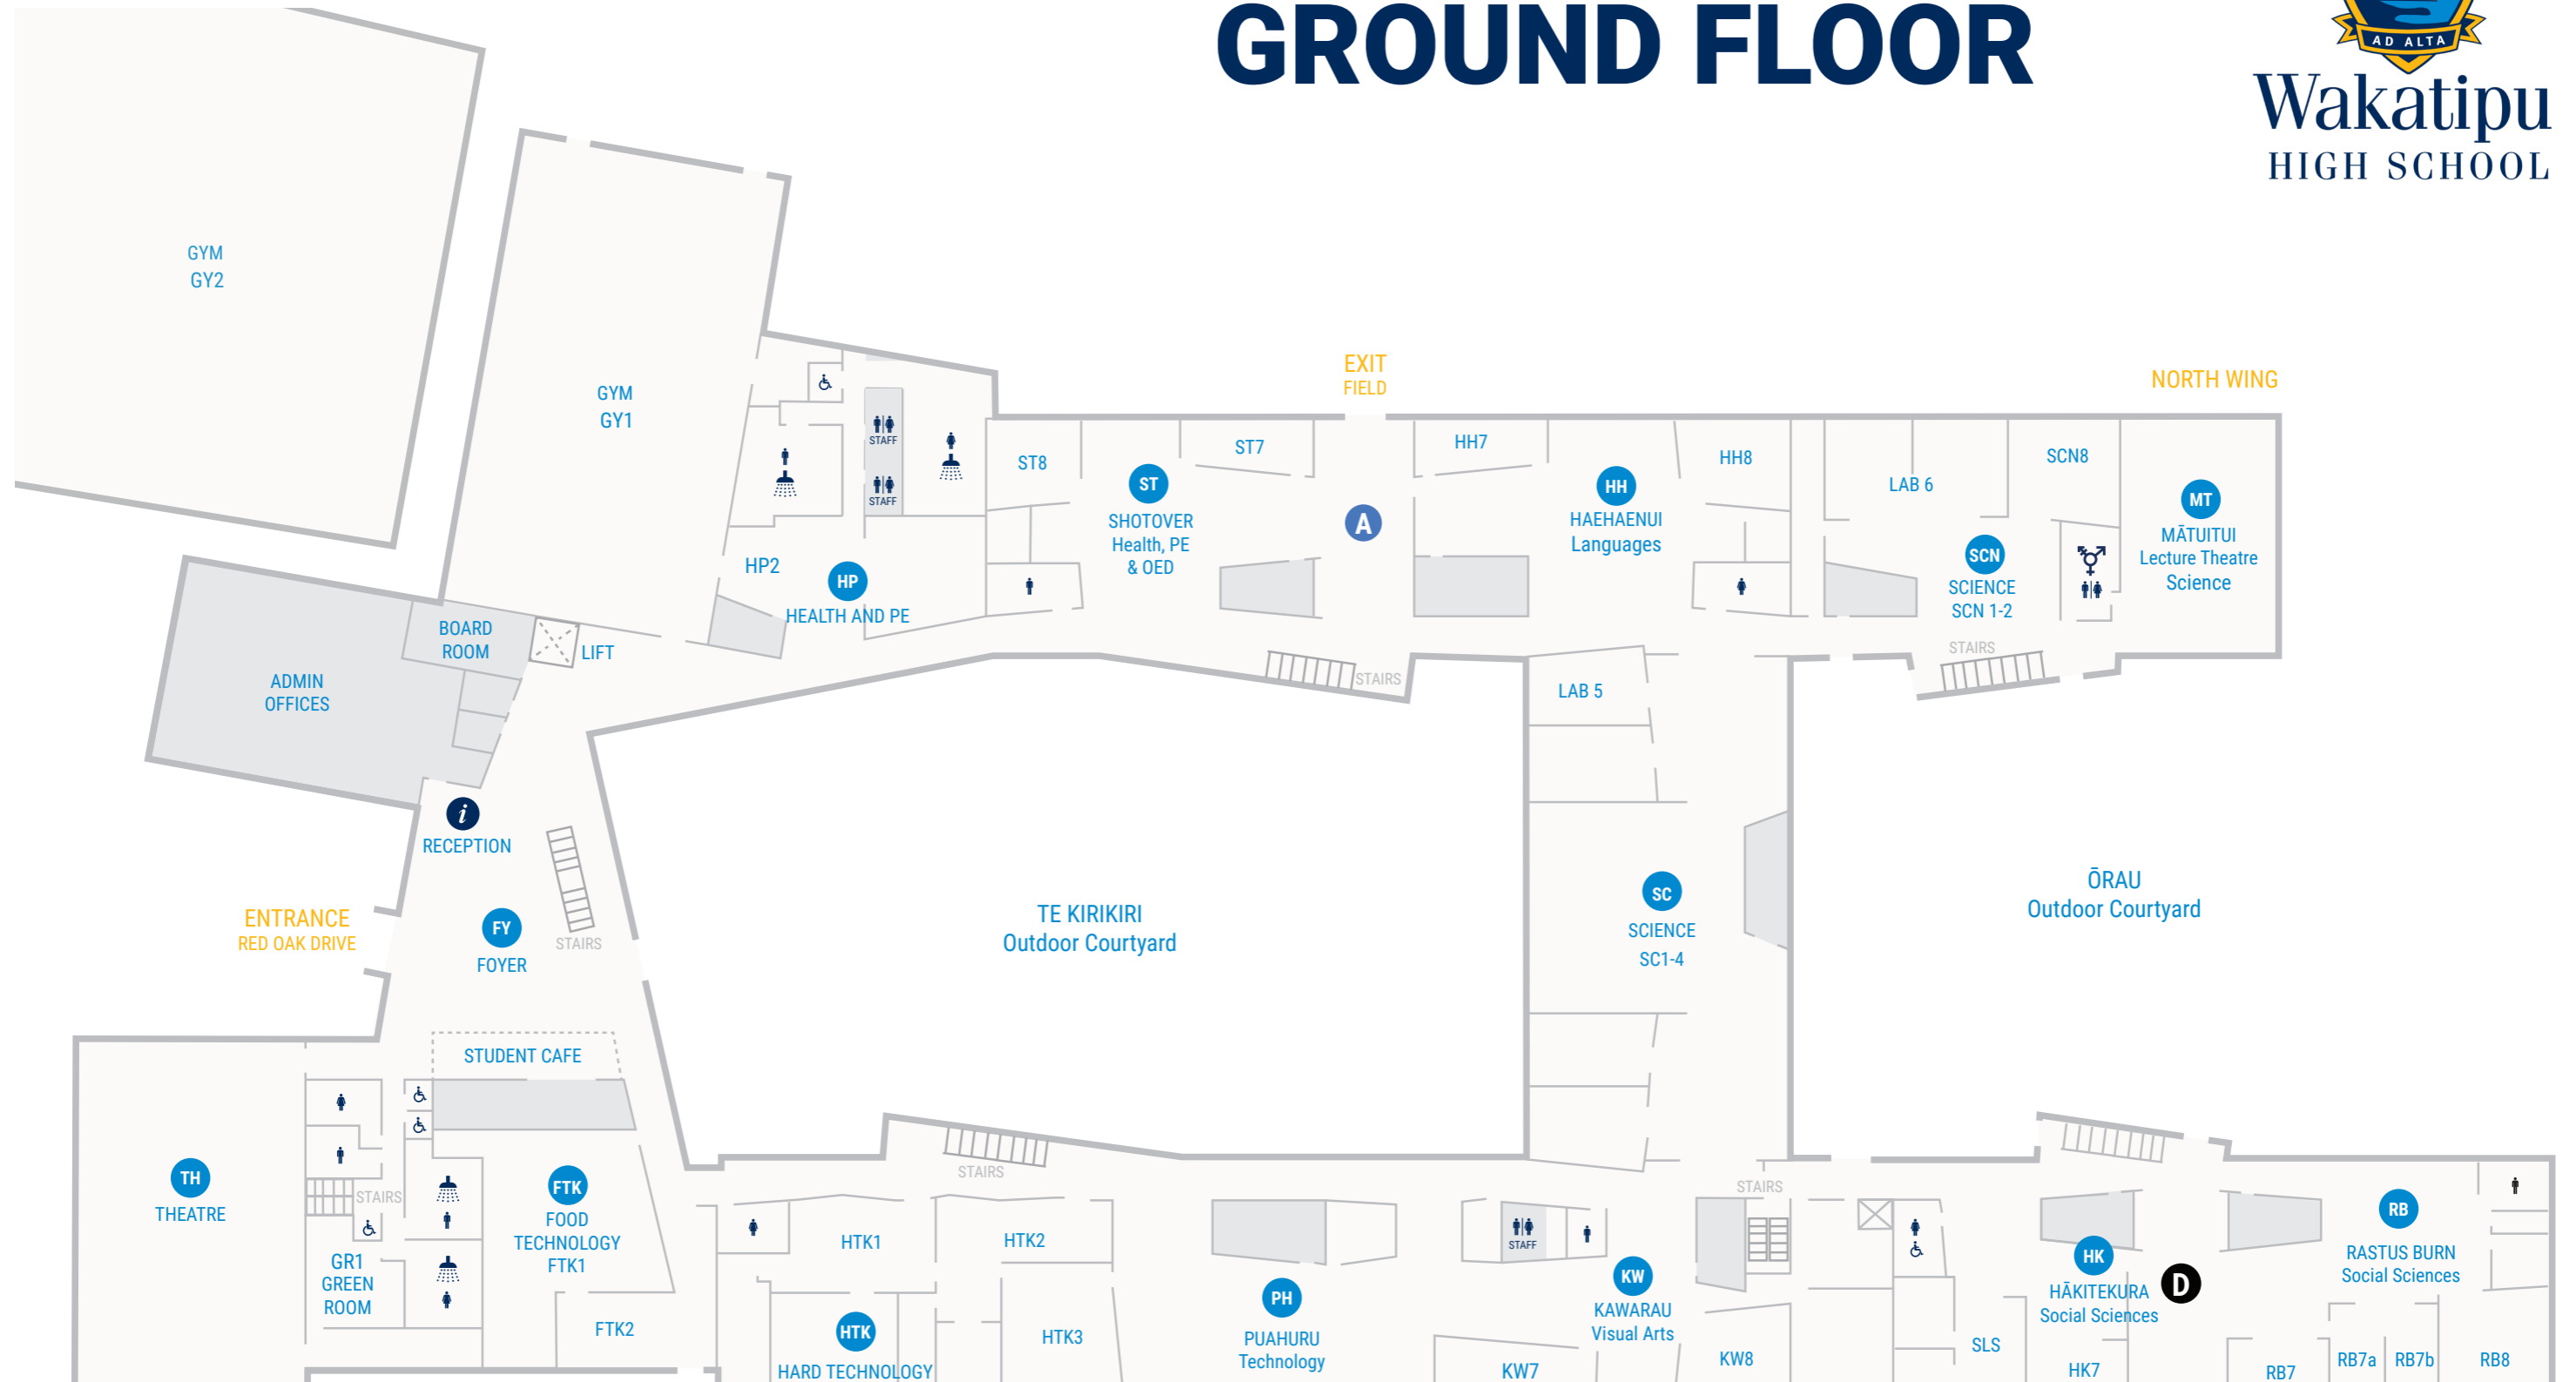 GROUND FLOOR
AD ALTA
Wakatipu
HIGH SCHOOL
GYM
GY2
GYM
GY1
EXIT
FIELD
NORTH WING
STAFF
STAFF
ST8
ST7
HH7
HH8
LAB 6
SCN8
ST
SHOTOVER
Health, PE
& OED
A
HH
HAEHAENUI
Languages
SCN
SCIENCE
SCN 1-2
MT
MĀTUITUI
Lecture Theatre
Science
HP2
HP
HEALTH AND PE
BOARD
ROOM
LIFT
ADMIN
OFFICES
STAIRS
STAIRS
LAB 5
i
RECEPTION
ENTRANCE
RED OAK DRIVE
FY
FOYER
STAIRS
TE KIRIKIRI
Outdoor Courtyard
SC
SCIENCE
SC1-4
ŌRAU
Outdoor Courtyard
STUDENT CAFE
TH
THEATRE
STAIRS
GR1
GREEN
ROOM
FTK
FOOD
TECHNOLOGY
FTK1
FTK2
STAIRS
HTK1
HTK2
HTK
HARD TECHNOLOGY
HTK3
PH
PUAHURU
Technology
STAFF
KW
KAWARAU
Visual Arts
KW7
STAIRS
KW8
SLS
HK
HĀKITEKURA
Social Sciences
D
HK7
RB
RASTUS BURN
Social Sciences
RB7
RB7a
RB7b
RB8